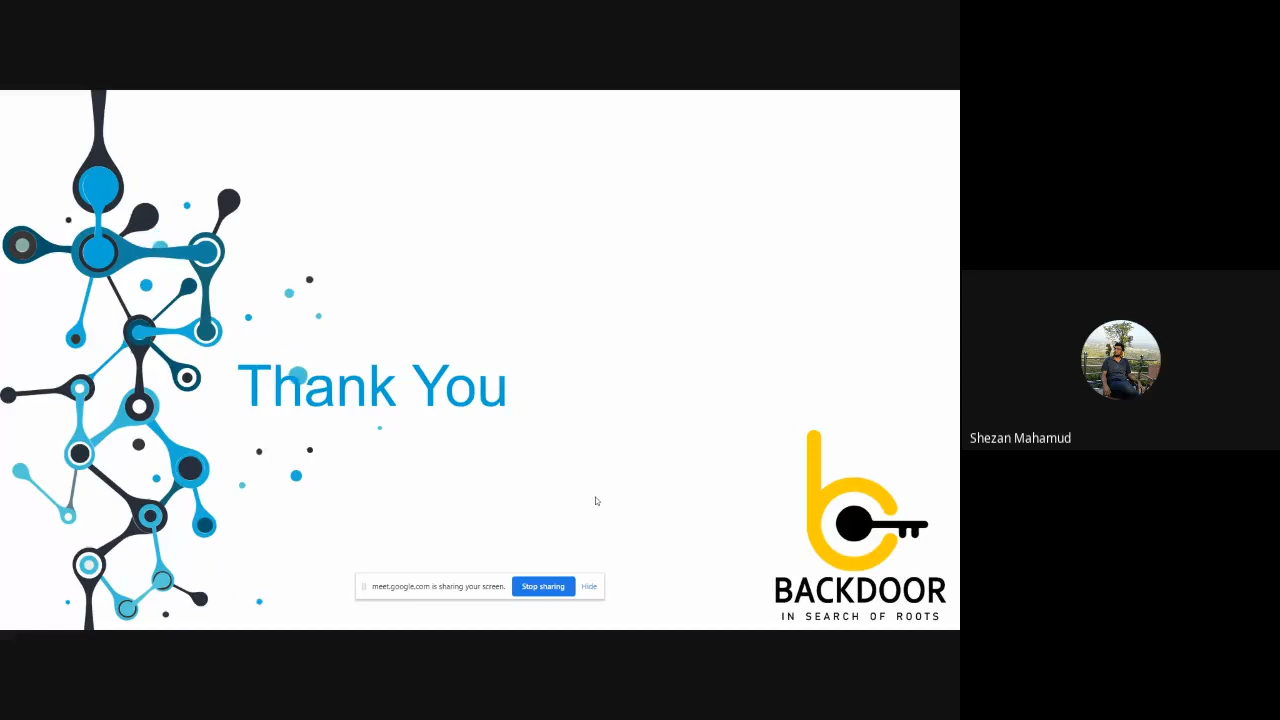 Thank You
meet.google.com is sharing your screen. Stop sharing Hide
BACKDOOR
IN SEARCH OF ROOTS
Shezan Mahamud